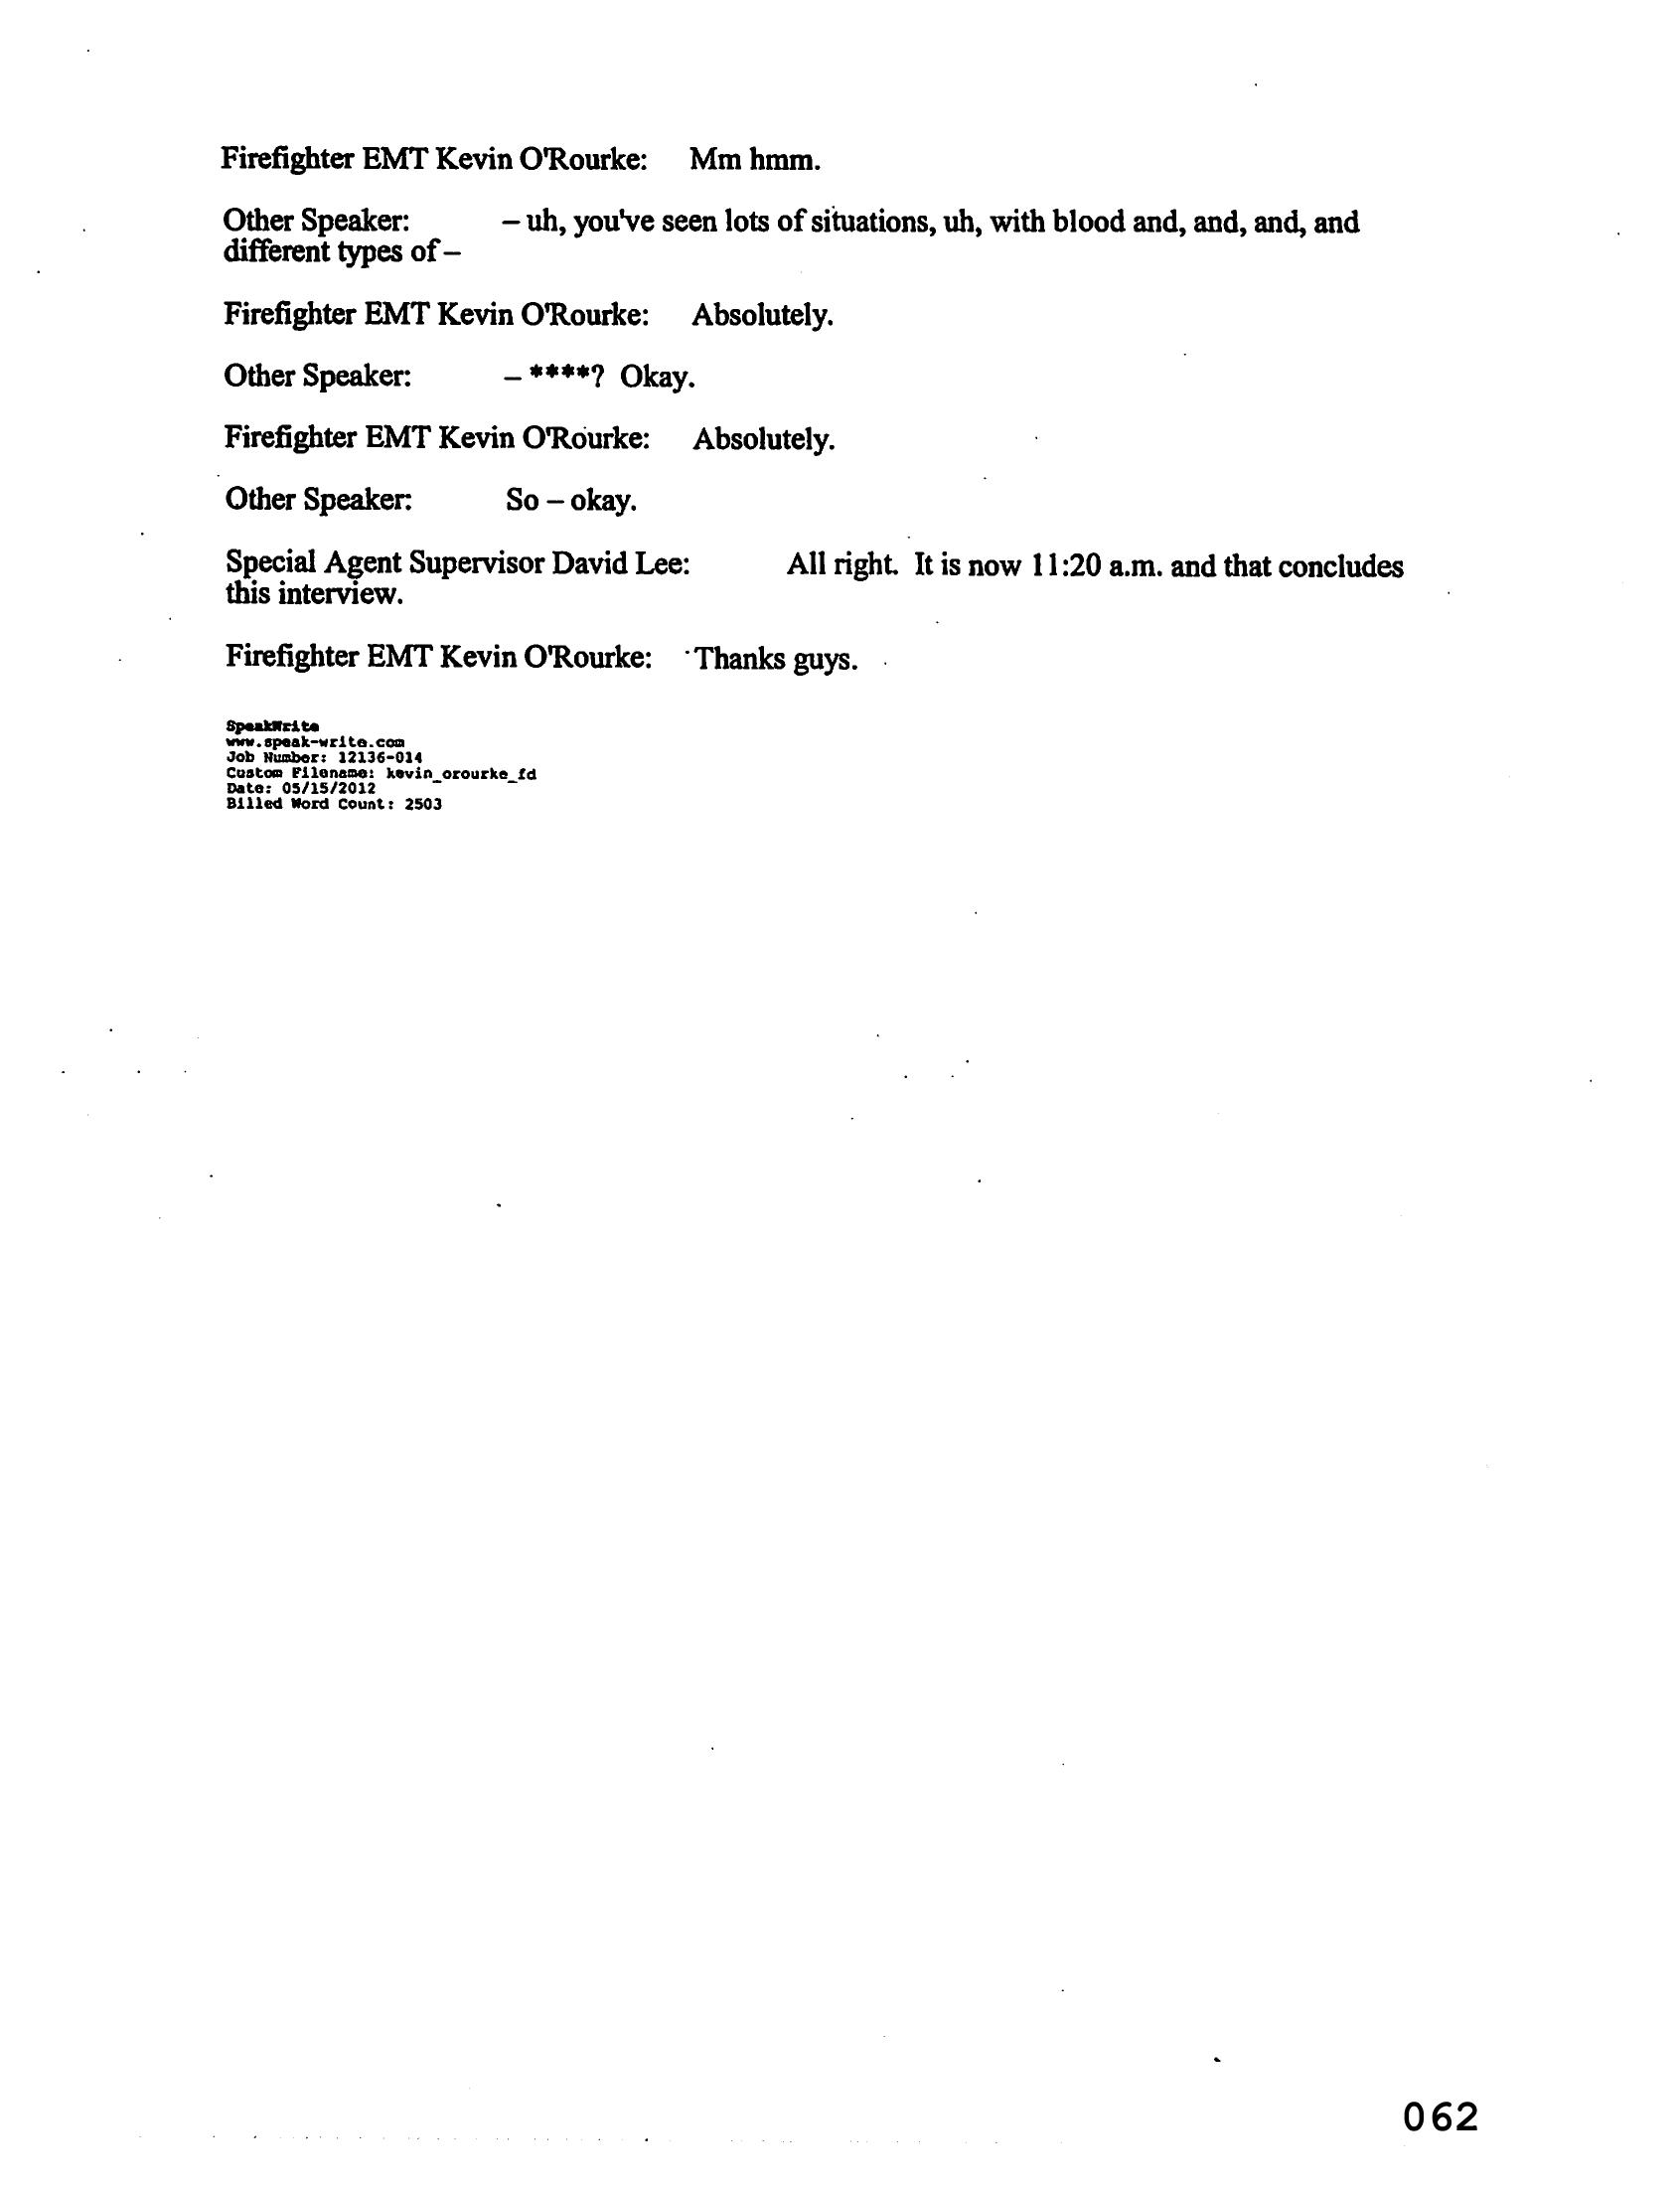 Firefighter EMT Kevin O'Rourke: Mm hmm.
Other Speaker: – uh, you've seen lots of situations, uh, with blood and, and, and, and
different types of –
Firefighter EMT Kevin O'Rourke: Absolutely.
Other Speaker: – ****? Okay.
Firefighter EMT Kevin O'Rourke: Absolutely.
Other Speaker: So – okay.
Special Agent Supervisor David Lee: All right. It is now 11:20 a.m. and that concludes
this interview.
Firefighter EMT Kevin O'Rourke: Thanks guys.
SpeakWrite
www.speak-write.com
Job Number: 12136-014
Custom Filename: kevin_orourke_fd
Date: 05/15/2012
Billed Word Count: 2503
062